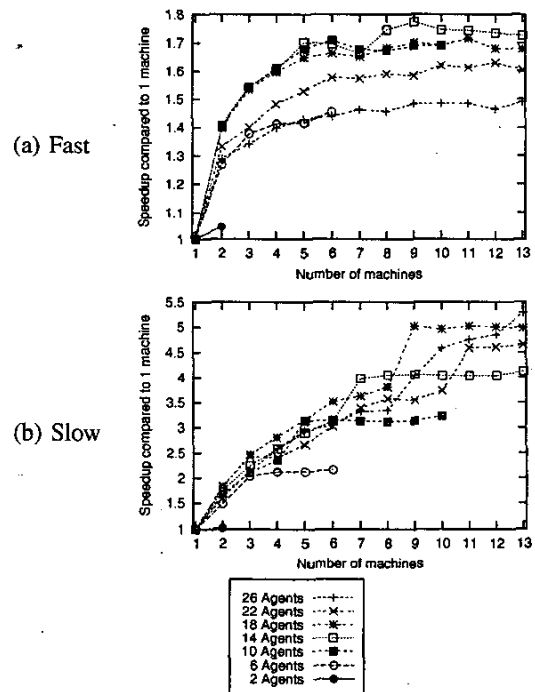 (a) Fast
Speedup compared to 1 machine
1.8
1.7
1.6
1.5
1.4
1.3
1.2
1.1
1
1 2 3 4 5 6 7 8 9 10 11 12 13
Number of machines
(b) Slow
Speedup compared to 1 machine
5.5
5
4.5
4
3.5
3
2.5
2
1.5
1
1 2 3 4 5 6 7 8 9 10 11 12 13
Number of machines
26 Agents
22 Agents
18 Agents
14 Agents
10 Agents
6 Agents
2 Agents